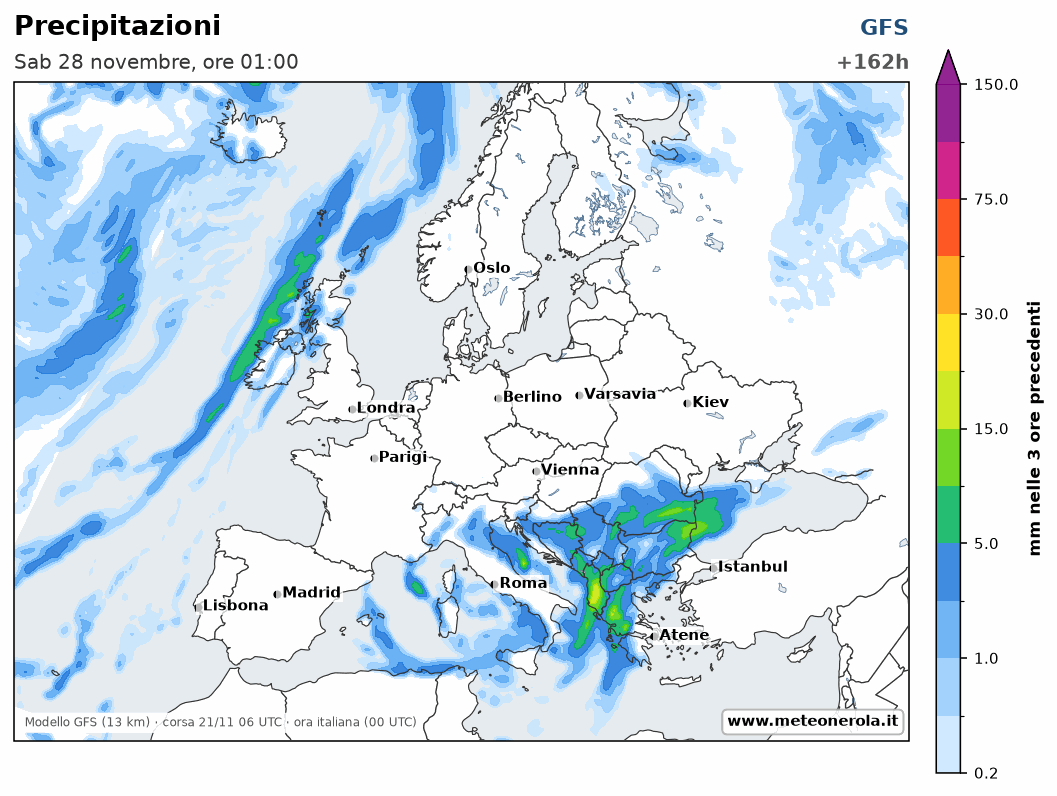 Precipitazioni
GFS
Sab 28 novembre, ore 01:00
+162h
150.0
75.0
30.0
15.0
5.0
1.0
0.2
mm nelle 3 ore precedenti
Oslo
Berlino
Varsavia
Kiev
Londra
Parigi
Vienna
Istanbul
Roma
Madrid
Lisbona
Atene
Modello GFS (13 km) · corsa 21/11 06 UTC · ora italiana (00 UTC)
www.meteonerola.it